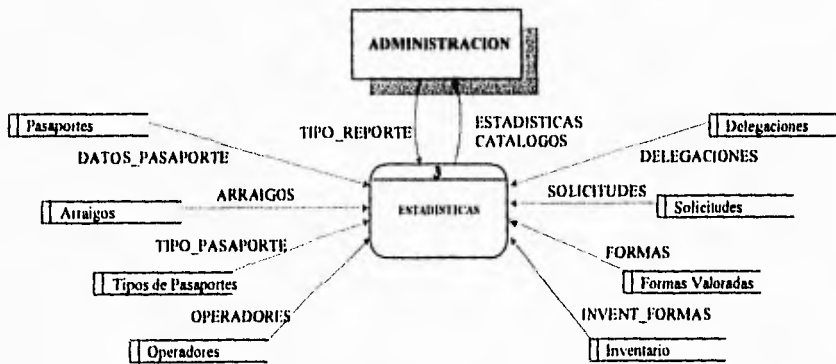 ADMINISTRACION
TIPO_REPORTE
ESTADISTICAS
CATALOGOS
Pasaportes
DATOS_PASAPORTE
Delegaciones
DELEGACIONES
3
ESTADISTICAS
Arraigos
ARRAIGOS
SOLICITUDES
Solicitudes
TIPO_PASAPORTE
Tipos de Pasaportes
FORMAS
Formas Valoradas
OPERADORES
Operadores
INVENT_FORMAS
Inventario